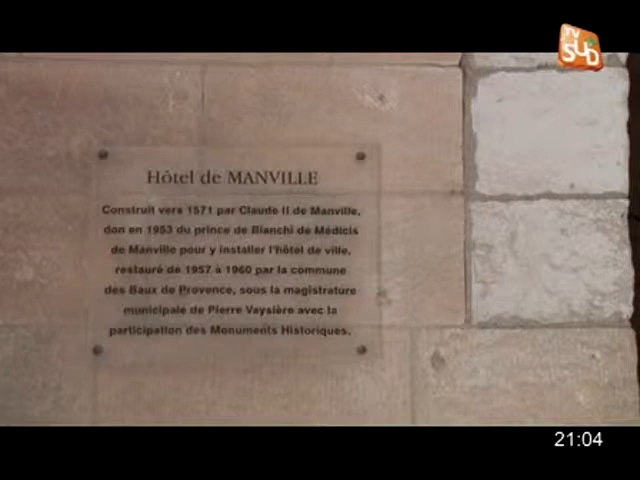 TV
SUD
Hôtel de MANVILLE
Construit vers 1571 par Claude II de Manville,
don en 1953 du prince de Bianchi de Médicis
de Manville pour y installer l'hôtel de ville,
restauré de 1957 à 1960 par la commune
des Baux de Provence, sous la magistrature
municipale de Pierre Vaysière avec la
participation des Monuments Historiques.
21:04